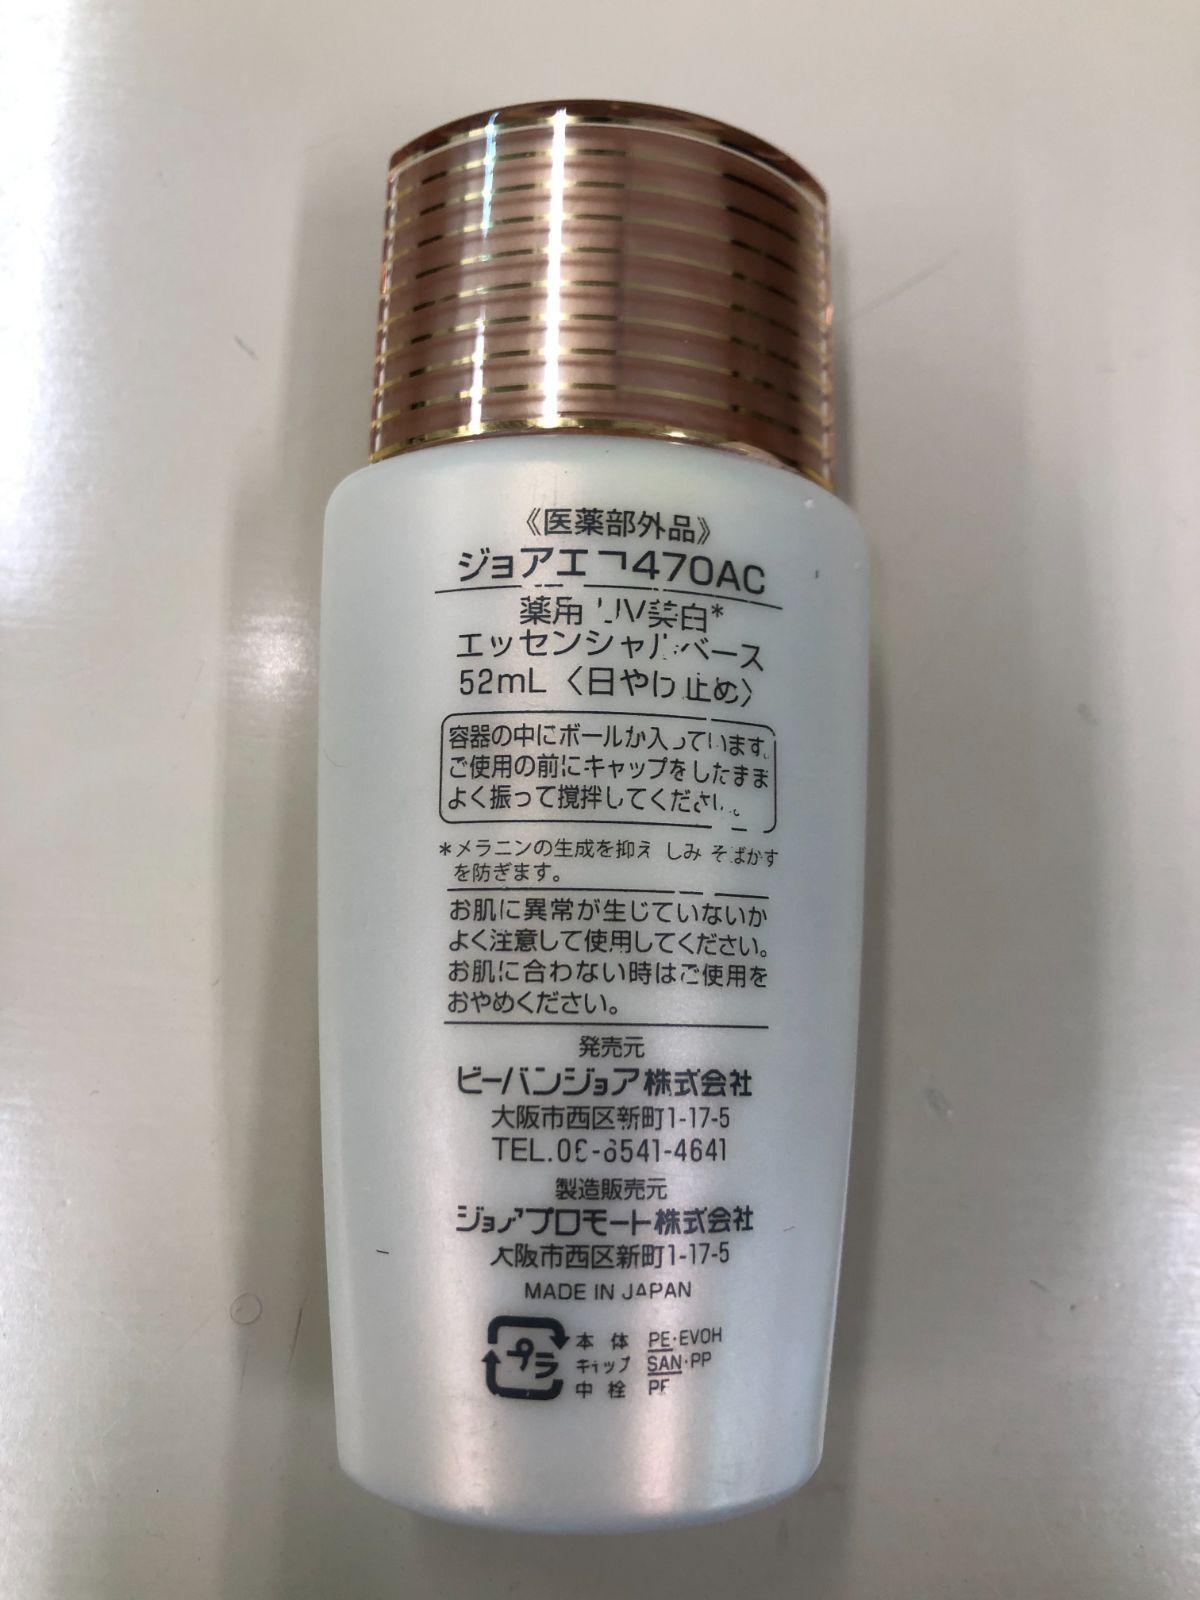 《医薬部外品》
ジョアエコ470AC
薬用 UV美白*
エッセンシャルベース
52mL〈日やけ止め〉
容器の中にボールが入っています。
ご使用の前にキャップをしたまま
よく振って撹拌してください。
*メラニンの生成を抑え しみ そばかす
を防ぎます。
お肌に異常が生じていないか
よく注意して使用してください。
お肌に合わない時はご使用を
おやめください。
発売元
ビーバンジョア株式会社
大阪市西区新町1-17-5
TEL.06-6541-4641
製造販売元
ジョアプロモート株式会社
大阪市西区新町1-17-5
MADE IN JAPAN
プラ
本体 PE・EVOH
キャップ SAN・PP
中栓 PE